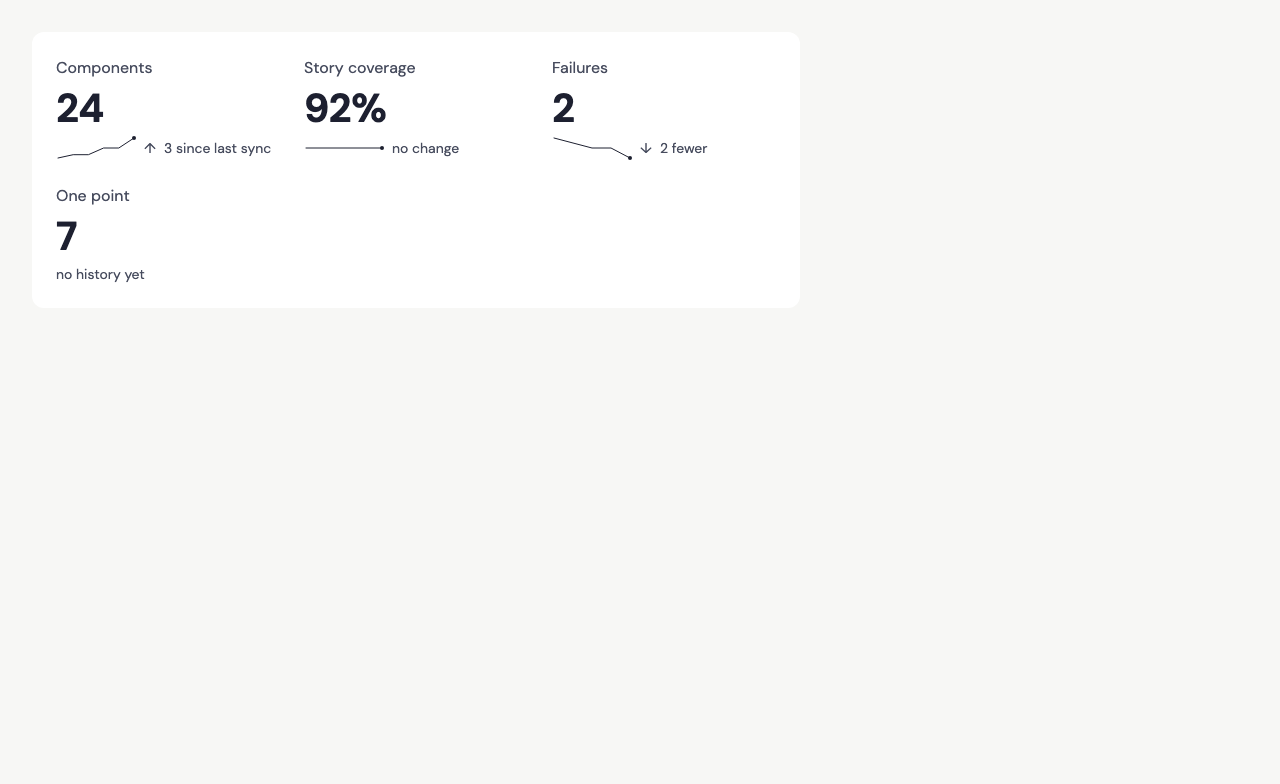 Components
24
↑ 3 since last sync
Story coverage
92%
no change
Failures
2
↓ 2 fewer
One point
7
no history yet